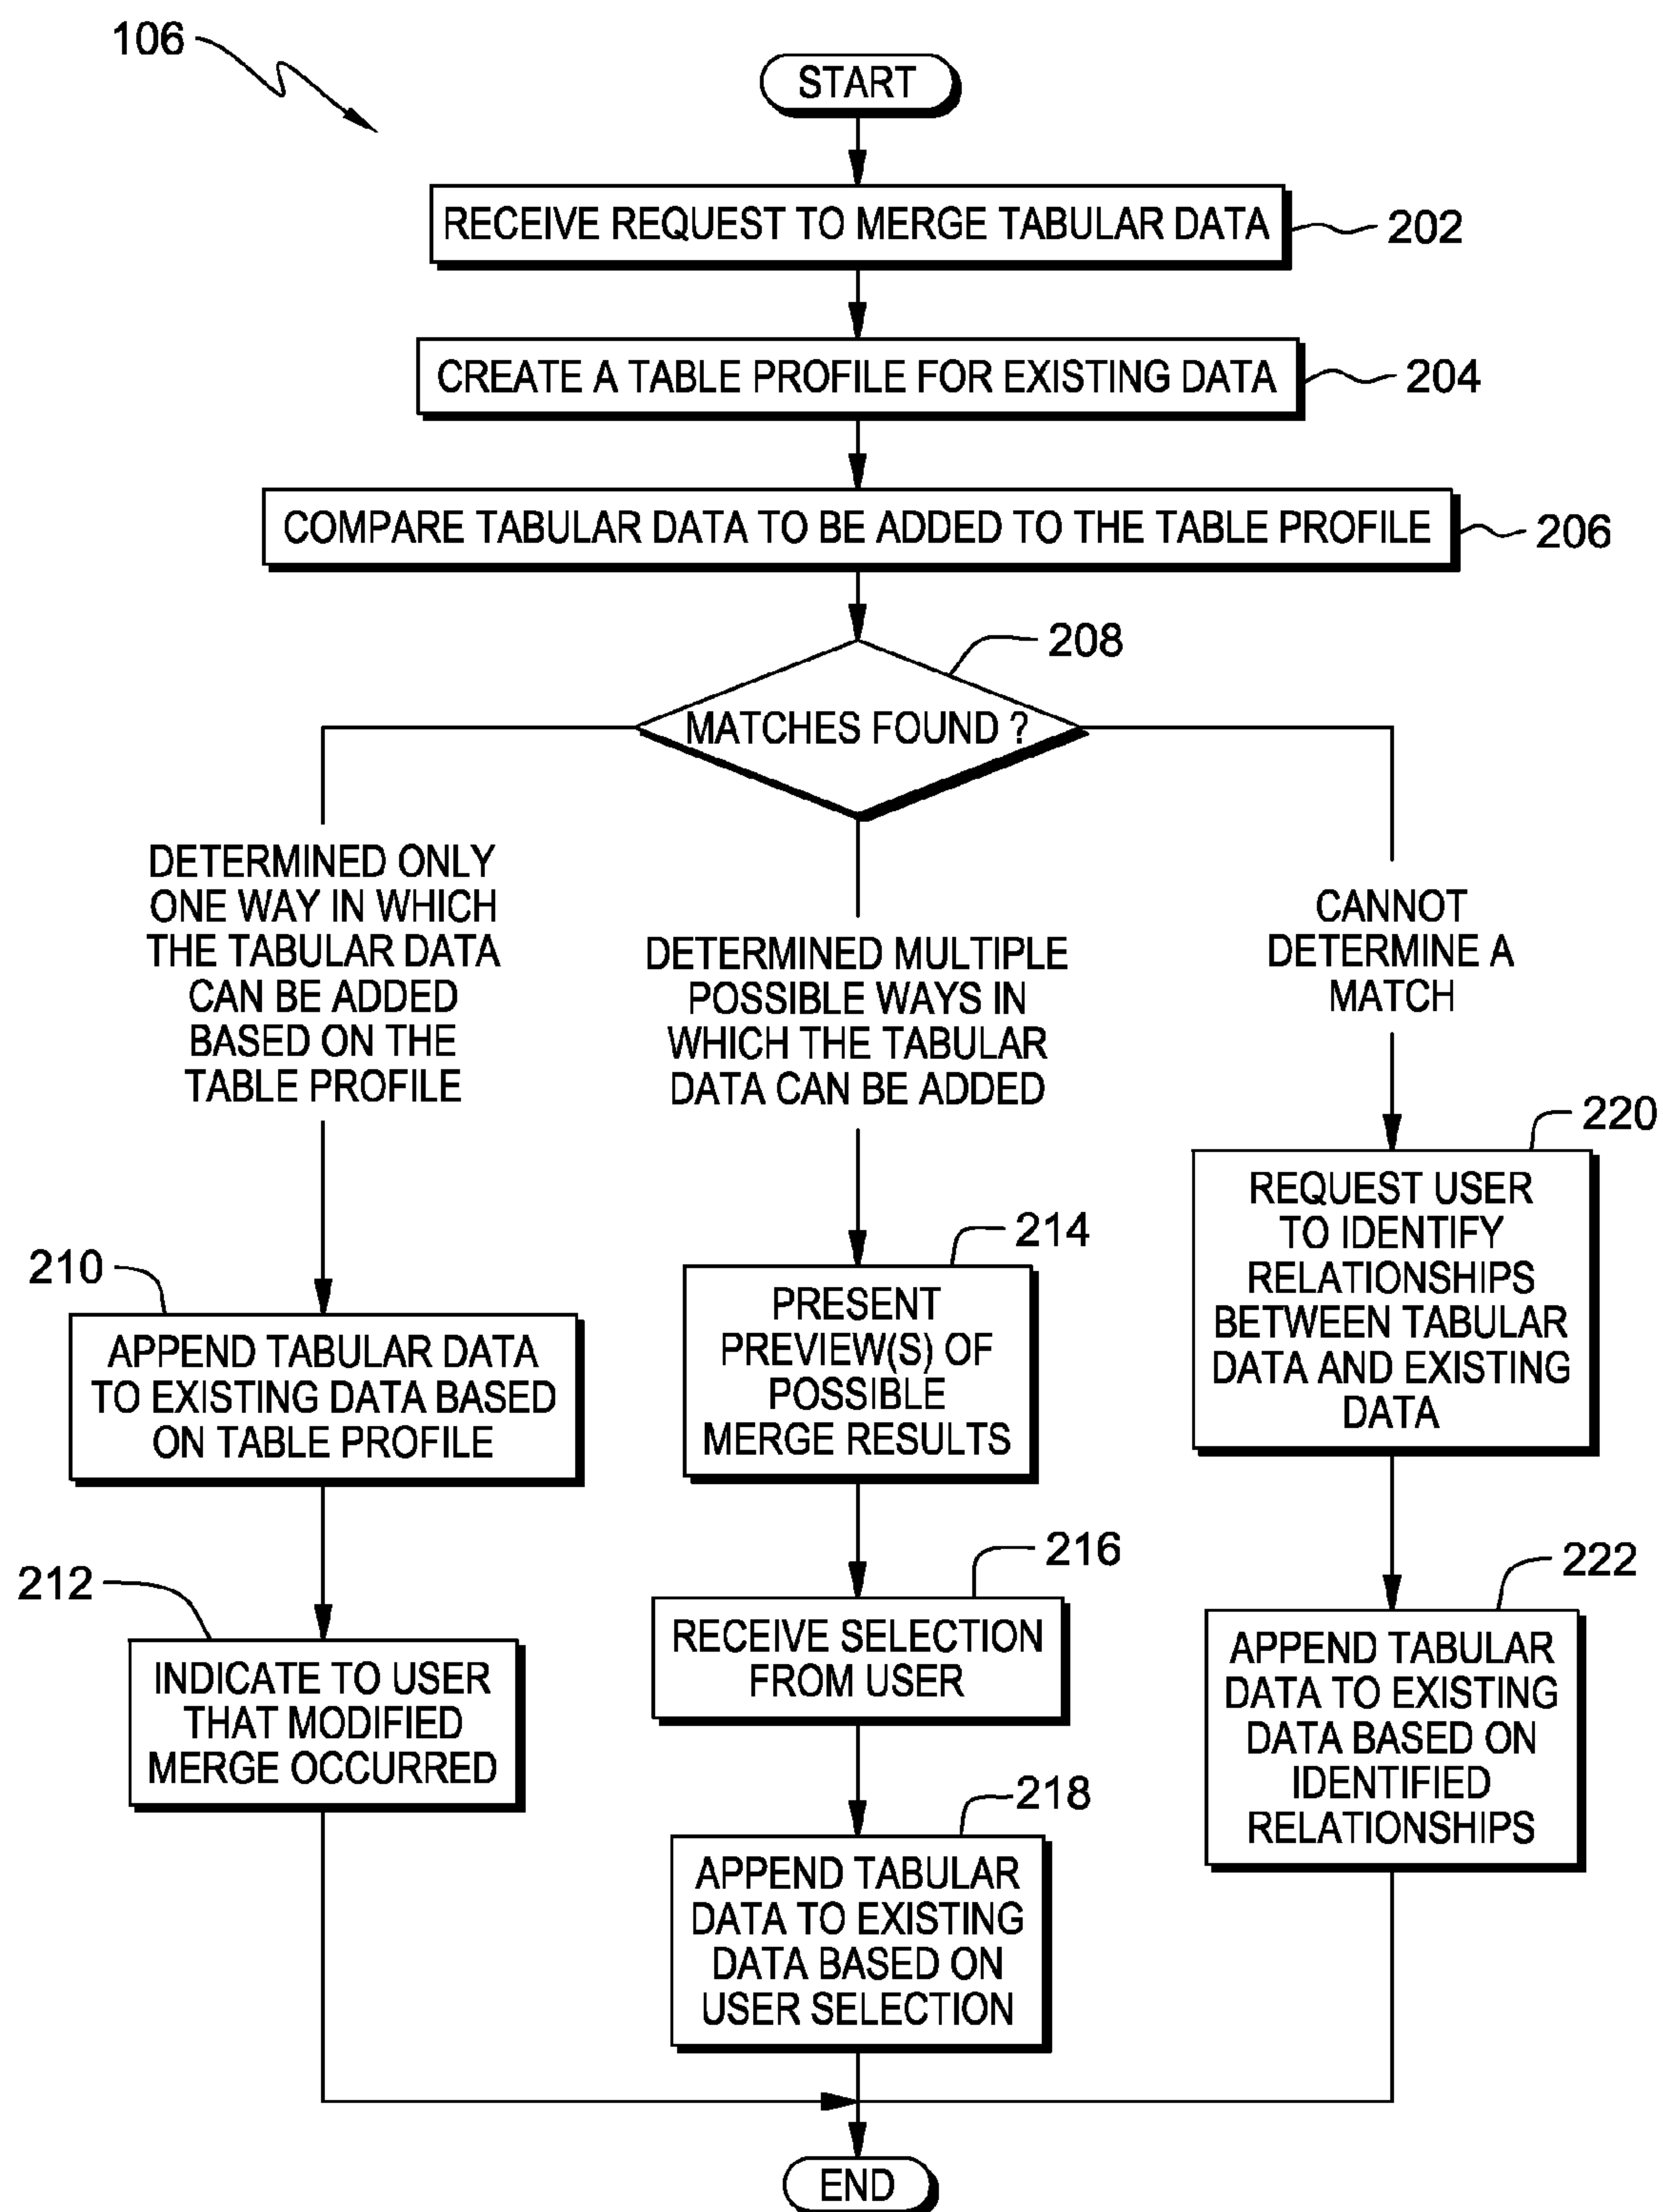 106
START
RECEIVE REQUEST TO MERGE TABULAR DATA
202
CREATE A TABLE PROFILE FOR EXISTING DATA
204
COMPARE TABULAR DATA TO BE ADDED TO THE TABLE PROFILE
206
208
MATCHES FOUND ?
DETERMINED ONLY
ONE WAY IN WHICH
THE TABULAR DATA
CAN BE ADDED
BASED ON THE
TABLE PROFILE
210
APPEND TABULAR DATA
TO EXISTING DATA BASED
ON TABLE PROFILE
212
INDICATE TO USER
THAT MODIFIED
MERGE OCCURRED
DETERMINED MULTIPLE
POSSIBLE WAYS IN
WHICH THE TABULAR
DATA CAN BE ADDED
214
PRESENT
PREVIEW(S) OF
POSSIBLE
MERGE RESULTS
216
RECEIVE SELECTION
FROM USER
218
APPEND TABULAR
DATA TO EXISTING
DATA BASED ON
USER SELECTION
CANNOT
DETERMINE A
MATCH
220
REQUEST USER
TO IDENTIFY
RELATIONSHIPS
BETWEEN TABULAR
DATA AND EXISTING
DATA
222
APPEND TABULAR
DATA TO EXISTING
DATA BASED ON
IDENTIFIED
RELATIONSHIPS
END